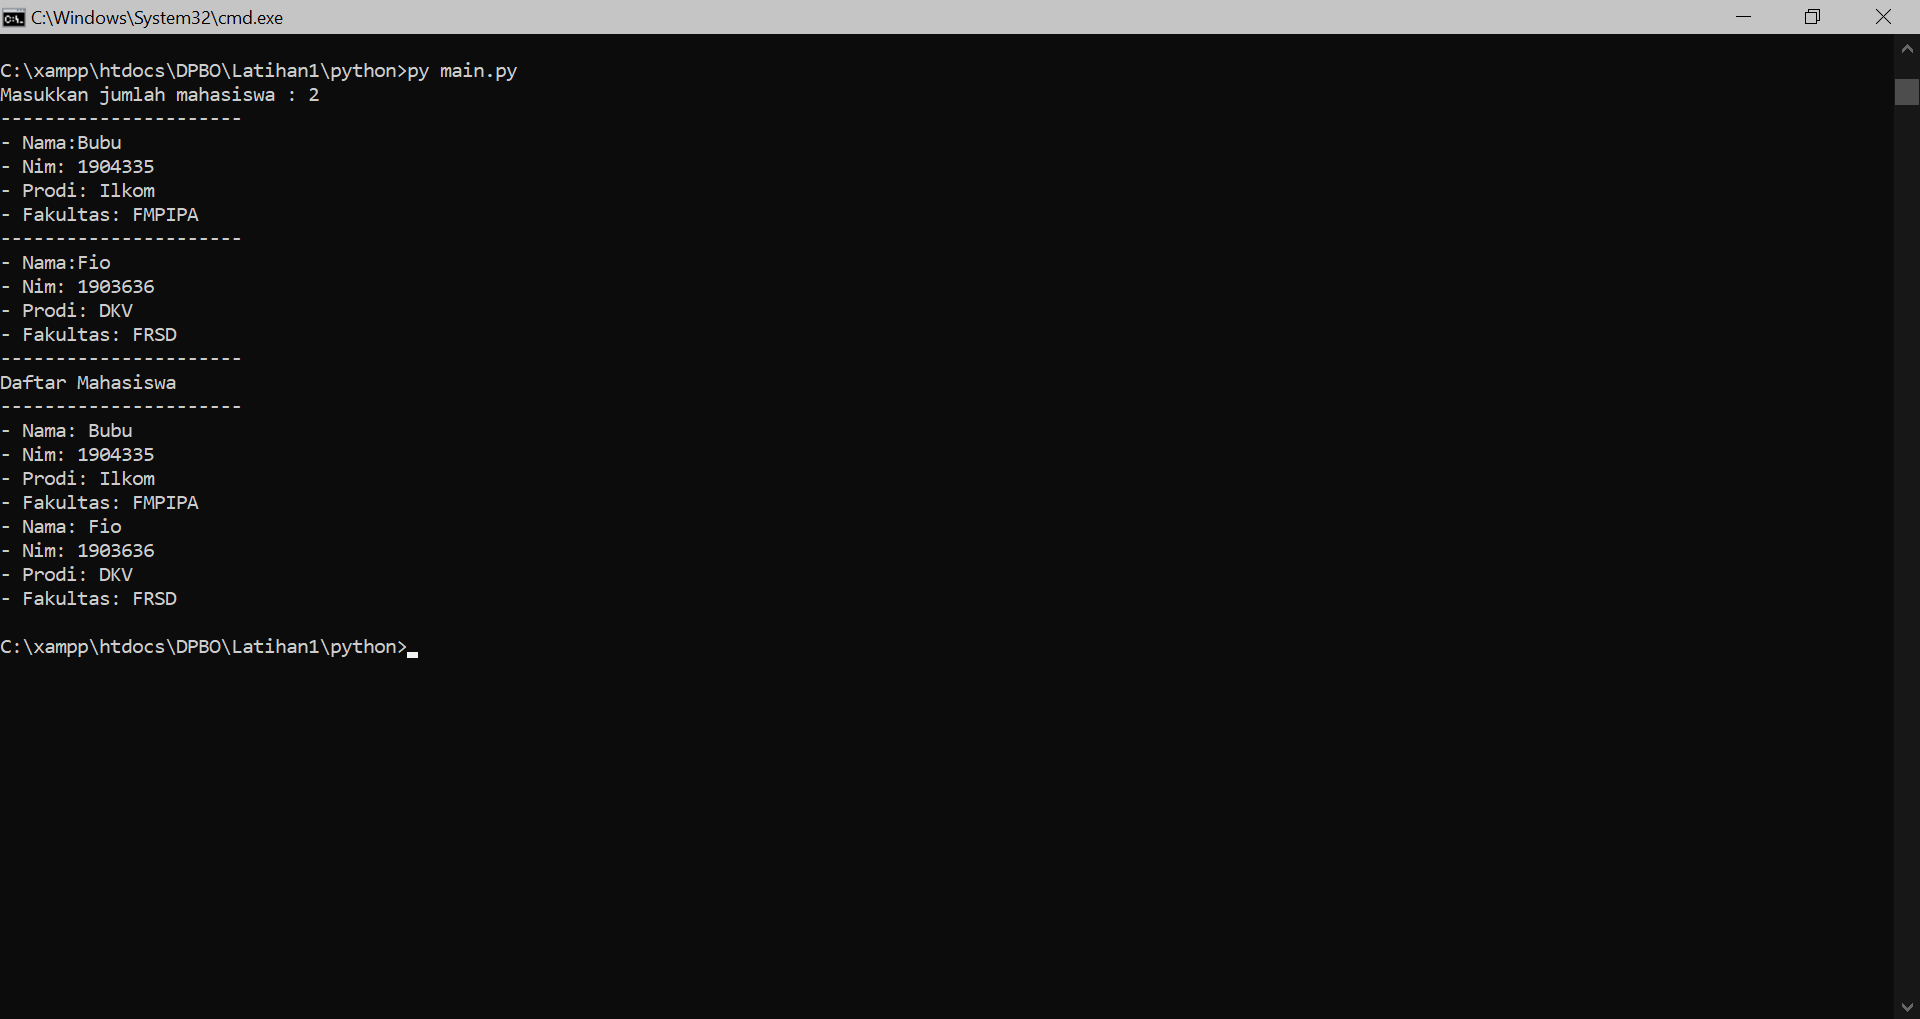 C:\Windows\System32\cmd.exe
C:\xampp\htdocs\DPBO\Latihan1\python>py main.py
Masukkan jumlah mahasiswa : 2
----------------------
- Nama:Bubu
- Nim: 1904335
- Prodi: Ilkom
- Fakultas: FMPIPA
----------------------
- Nama:Fio
- Nim: 1903636
- Prodi: DKV
- Fakultas: FRSD
----------------------
Daftar Mahasiswa
----------------------
- Nama: Bubu
- Nim: 1904335
- Prodi: Ilkom
- Fakultas: FMPIPA
- Nama: Fio
- Nim: 1903636
- Prodi: DKV
- Fakultas: FRSD
C:\xampp\htdocs\DPBO\Latihan1\python>